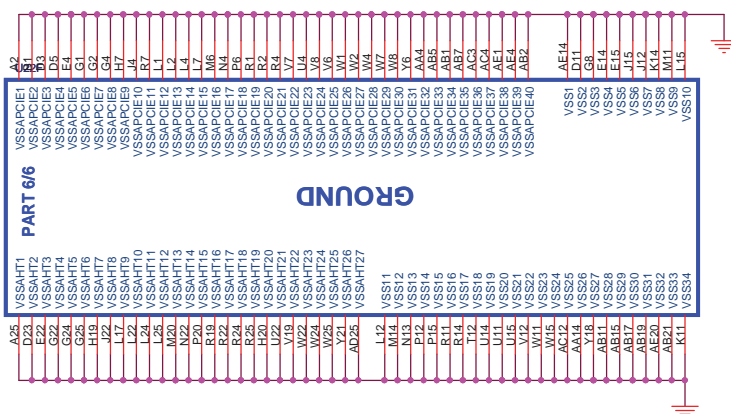 A2
B1
D3
D5
E4
G1
G2
G4
H7
J4
R7
L1
L2
L4
L7
M6
N4
P6
R1
R2
R4
V7
U4
V8
V6
W1
W2
W4
W7
W8
Y6
AA4
AB5
AB1
AB7
AC3
AC4
AE1
AE4
AB2
AE14
D11
G8
E14
E15
J15
J12
K14
M11
L15
VSSAPCIE1
VSSAPCIE2
VSSAPCIE3
VSSAPCIE4
VSSAPCIE5
VSSAPCIE6
VSSAPCIE7
VSSAPCIE8
VSSAPCIE9
VSSAPCIE10
VSSAPCIE11
VSSAPCIE12
VSSAPCIE13
VSSAPCIE14
VSSAPCIE15
VSSAPCIE16
VSSAPCIE17
VSSAPCIE18
VSSAPCIE19
VSSAPCIE20
VSSAPCIE21
VSSAPCIE22
VSSAPCIE23
VSSAPCIE24
VSSAPCIE25
VSSAPCIE26
VSSAPCIE27
VSSAPCIE28
VSSAPCIE29
VSSAPCIE30
VSSAPCIE31
VSSAPCIE32
VSSAPCIE33
VSSAPCIE34
VSSAPCIE35
VSSAPCIE36
VSSAPCIE37
VSSAPCIE38
VSSAPCIE39
VSSAPCIE40
VSS1
VSS2
VSS3
VSS4
VSS5
VSS6
VSS7
VSS8
VSS9
VSS10
PART 6/6
GROUND
VSSAHT1
VSSAHT2
VSSAHT3
VSSAHT4
VSSAHT5
VSSAHT6
VSSAHT7
VSSAHT8
VSSAHT9
VSSAHT10
VSSAHT11
VSSAHT12
VSSAHT13
VSSAHT14
VSSAHT15
VSSAHT16
VSSAHT17
VSSAHT18
VSSAHT19
VSSAHT20
VSSAHT21
VSSAHT22
VSSAHT23
VSSAHT24
VSSAHT25
VSSAHT26
VSSAHT27
VSS11
VSS12
VSS13
VSS14
VSS15
VSS16
VSS17
VSS18
VSS19
VSS20
VSS21
VSS22
VSS23
VSS24
VSS25
VSS26
VSS27
VSS28
VSS29
VSS30
VSS31
VSS32
VSS33
VSS34
A25
D23
E22
G22
G24
G25
H19
J22
L17
L22
L24
L25
M20
N22
P20
R19
R22
R24
R25
H20
U22
V19
W22
W24
W25
Y21
AD25
L12
M14
N13
P12
P15
R11
R14
T12
U14
U11
U15
V12
W11
W15
AC12
AA14
Y18
AB11
AB15
AB17
AB19
AE20
AB21
K11